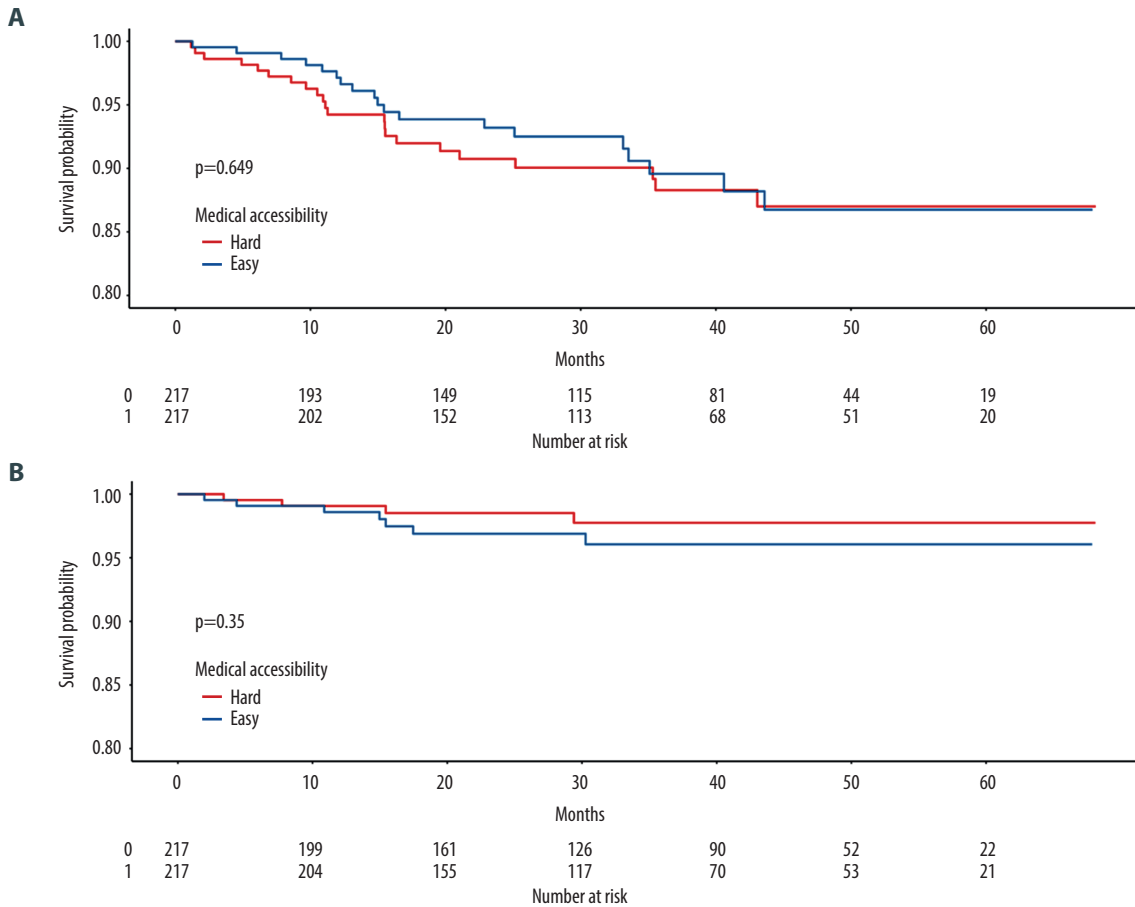 A
1.00
0.95
0.90
0.85
0.80
Survival probability
p=0.649
Medical accessibility
Hard
Easy
0 10 20 30 40 50 60
Months
0 217 193 149 115 81 44 19
1 217 202 152 113 68 51 20
Number at risk
B
1.00
0.95
0.90
0.85
0.80
Survival probability
p=0.35
Medical accessibility
Hard
Easy
0 10 20 30 40 50 60
Months
0 217 199 161 126 90 52 22
1 217 204 155 117 70 53 21
Number at risk